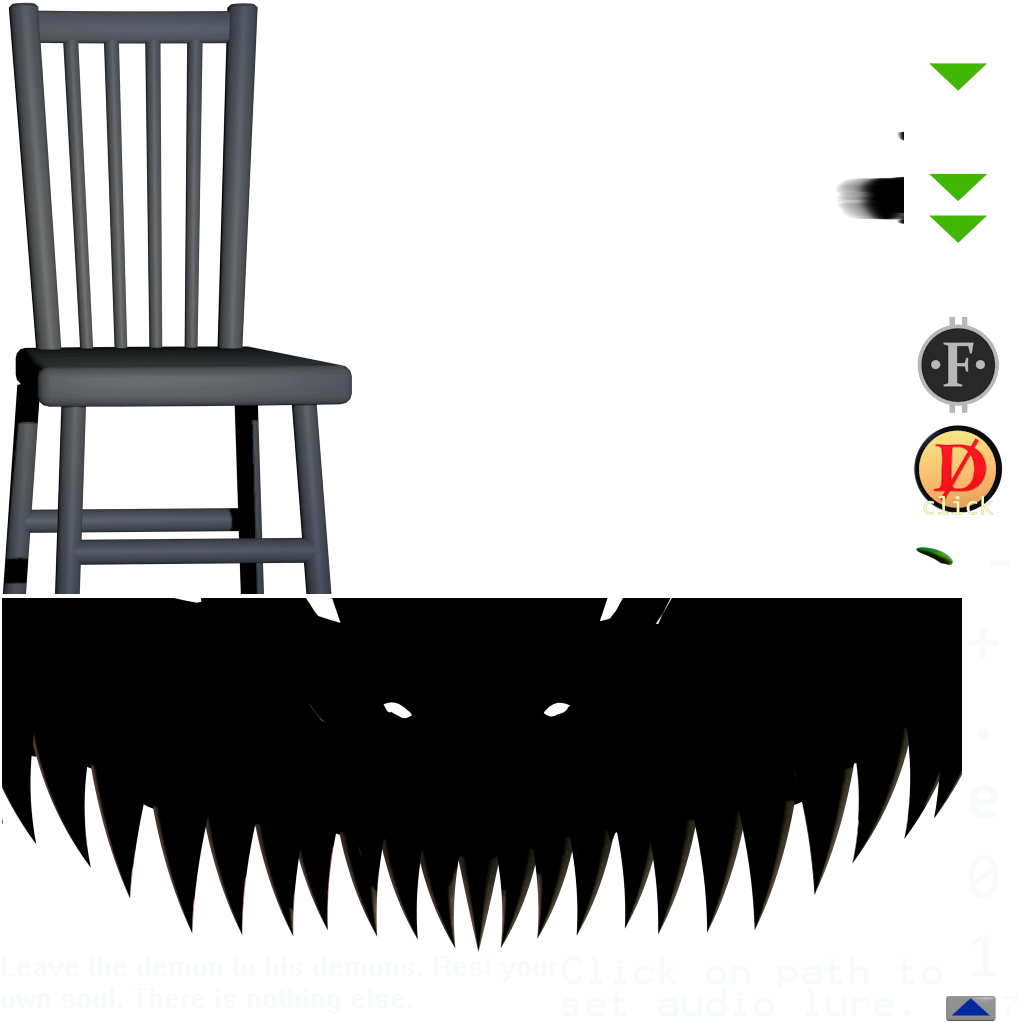 F
D
click
-
+
.
e
0
1
7
Leave the demon to his demons. Rest your
own soul. There is nothing else.
Click on path to
set audio lure.